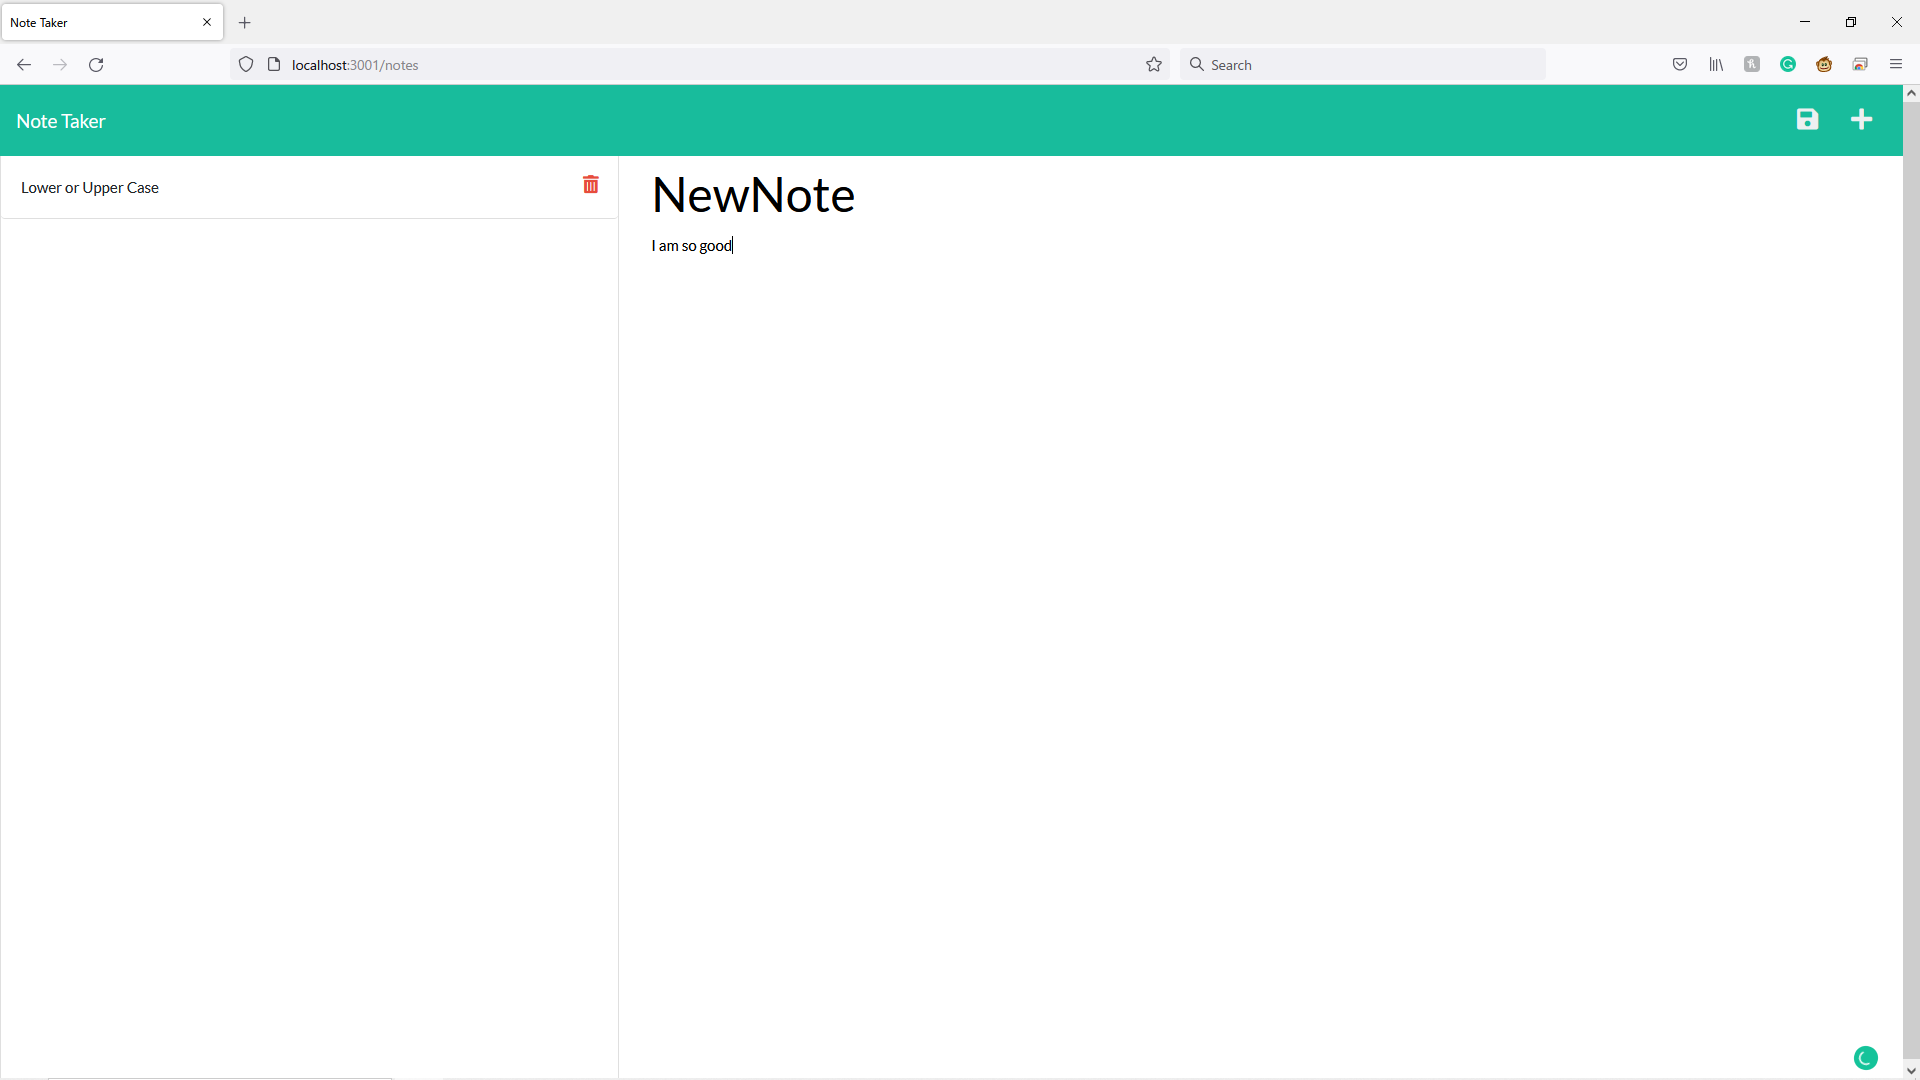 Note Taker
localhost:3001/notes
Search
Note Taker
Lower or Upper Case
NewNote
I am so good